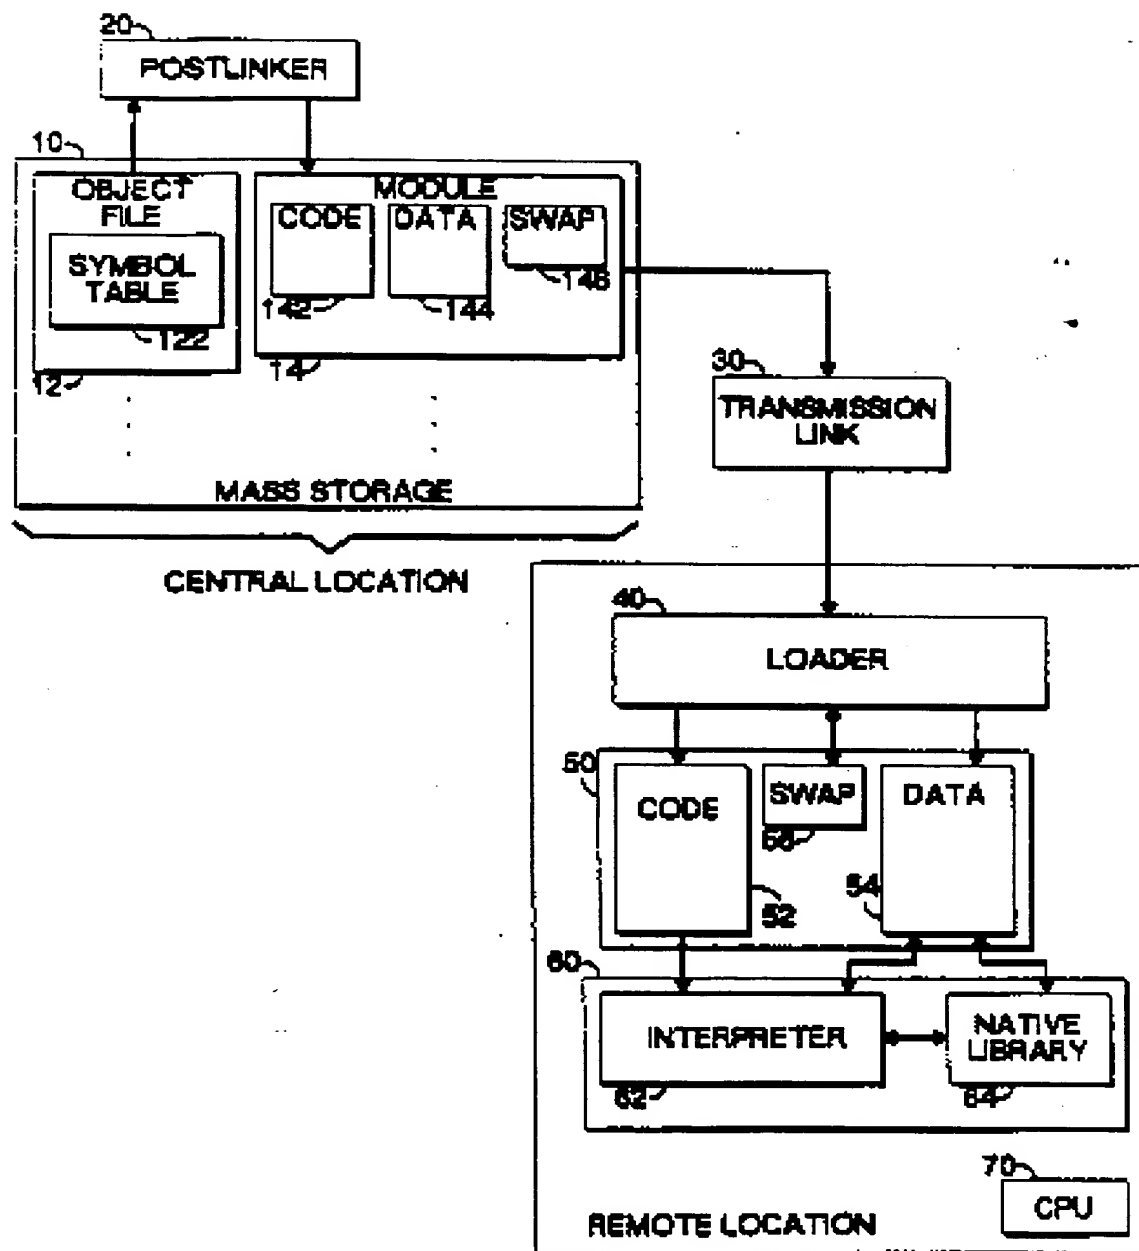 20
POSTLINKER
10
OBJECT
FILE
SYMBOL
TABLE
122
12
MODULE
CODE
142
DATA
144
SWAP
146
14
MASS STORAGE
CENTRAL LOCATION
30
TRANSMISSION
LINK
40
LOADER
50
CODE
52
SWAP
56
DATA
54
60
INTERPRETER
62
NATIVE
LIBRARY
64
70
CPU
REMOTE LOCATION